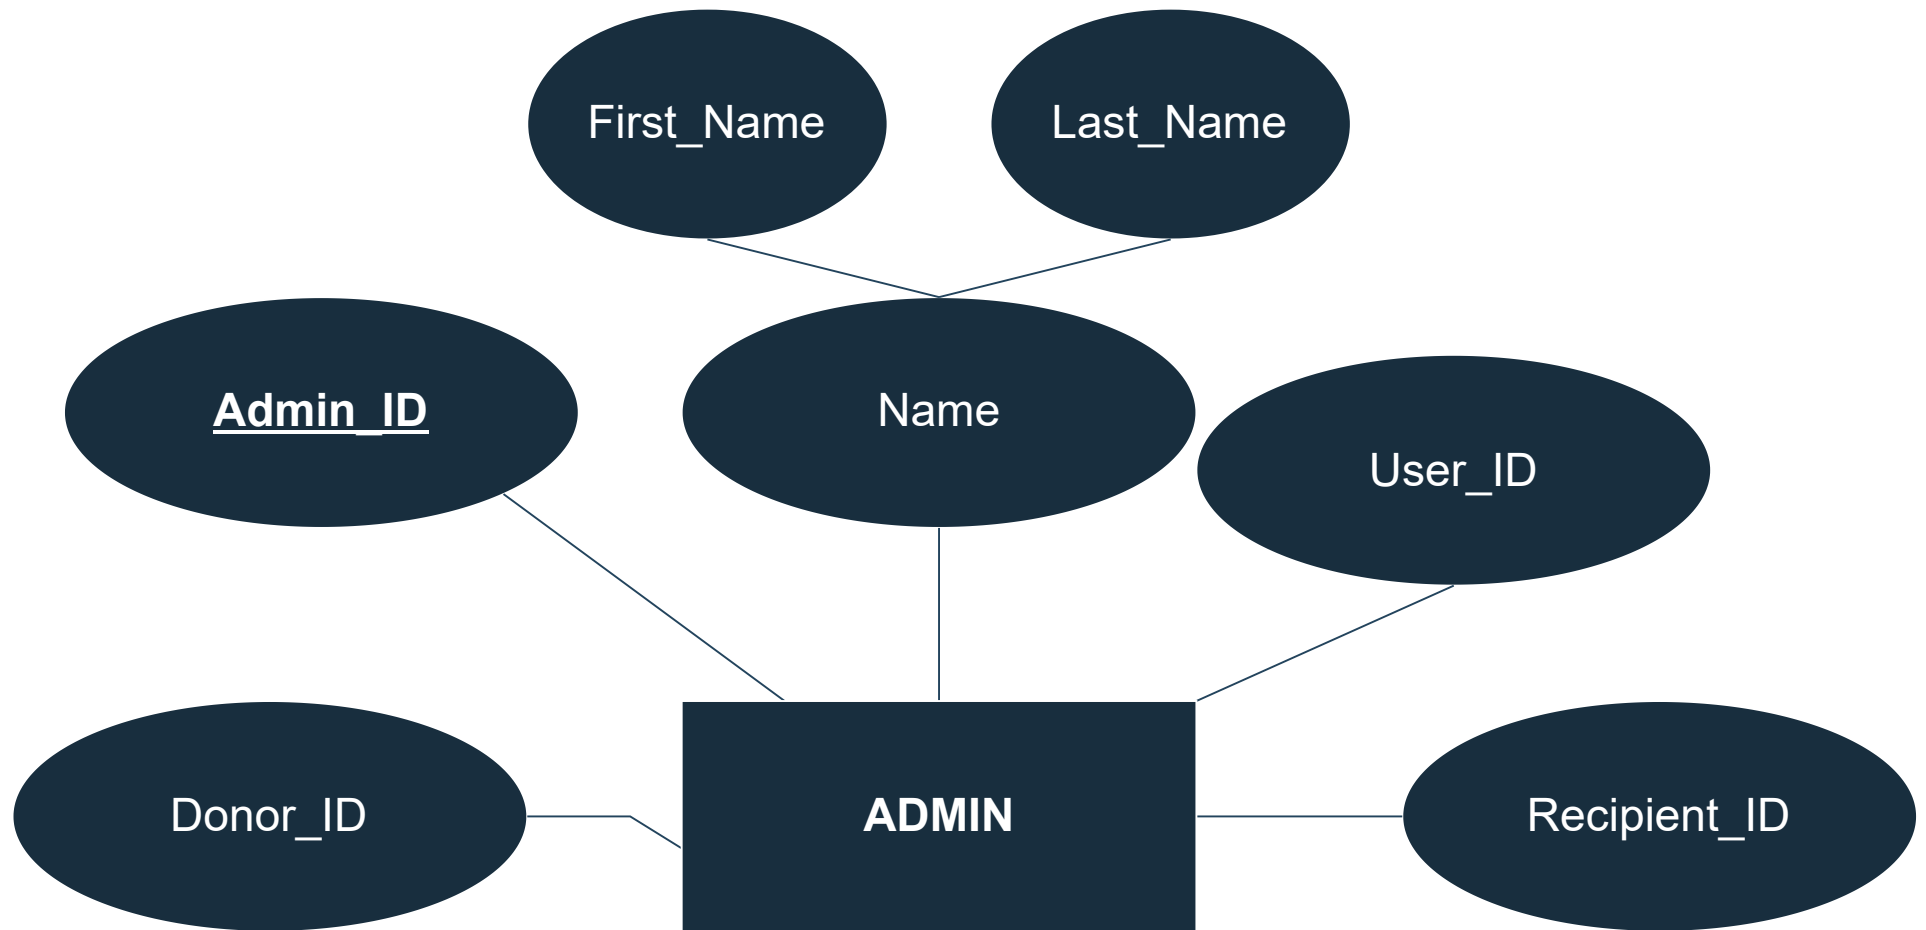 First_Name
Last_Name
Admin_ID
Name
User_ID
Donor_ID
ADMIN
Recipient_ID